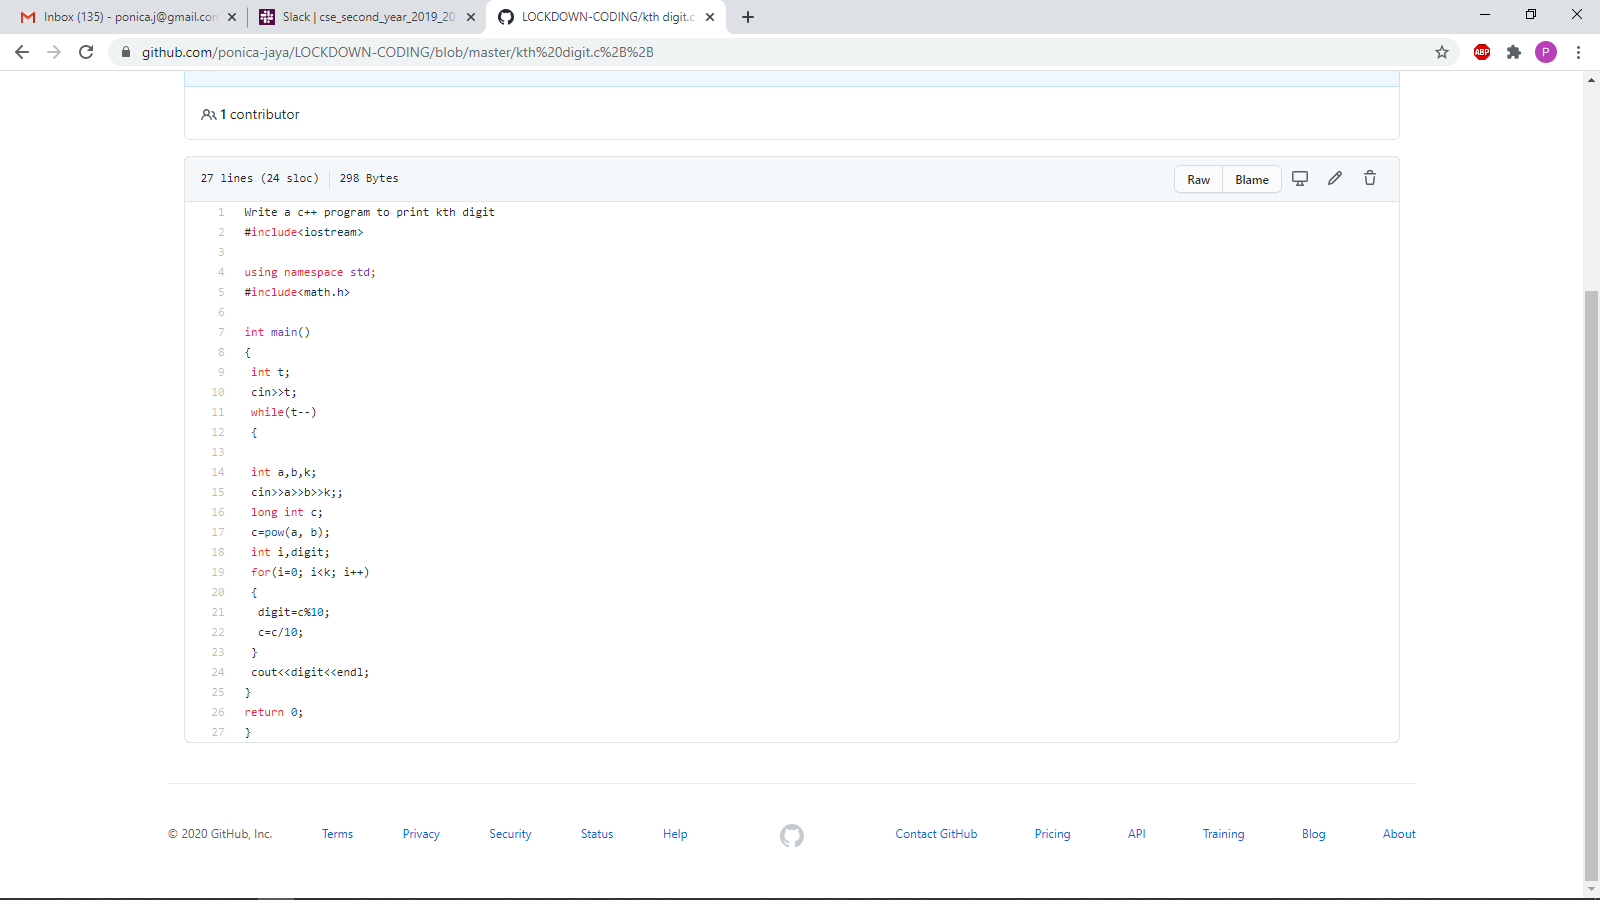 Inbox (135) - ponica.j@gmail.con
Slack | cse_second_year_2019_20
LOCKDOWN-CODING/kth digit.c
github.com/ponica-jaya/LOCKDOWN-CODING/blob/master/kth%20digit.c%2B%2B
ABP
P
1 contributor
27 lines (24 sloc) 298 Bytes
Raw Blame
1 Write a c++ program to print kth digit
2 #include<iostream>
3
4 using namespace std;
5 #include<math.h>
6
7 int main()
8 {
9 int t;
10 cin>>t;
11 while(t--)
12 {
13
14 int a,b,k;
15 cin>>a>>b>>k;;
16 long int c;
17 c=pow(a, b);
18 int i,digit;
19 for(i=0; i<k; i++)
20 {
21 digit=c%10;
22 c=c/10;
23 }
24 cout<<digit<<endl;
25 }
26 return 0;
27 }
© 2020 GitHub, Inc. Terms Privacy Security Status Help Contact GitHub Pricing API Training Blog About